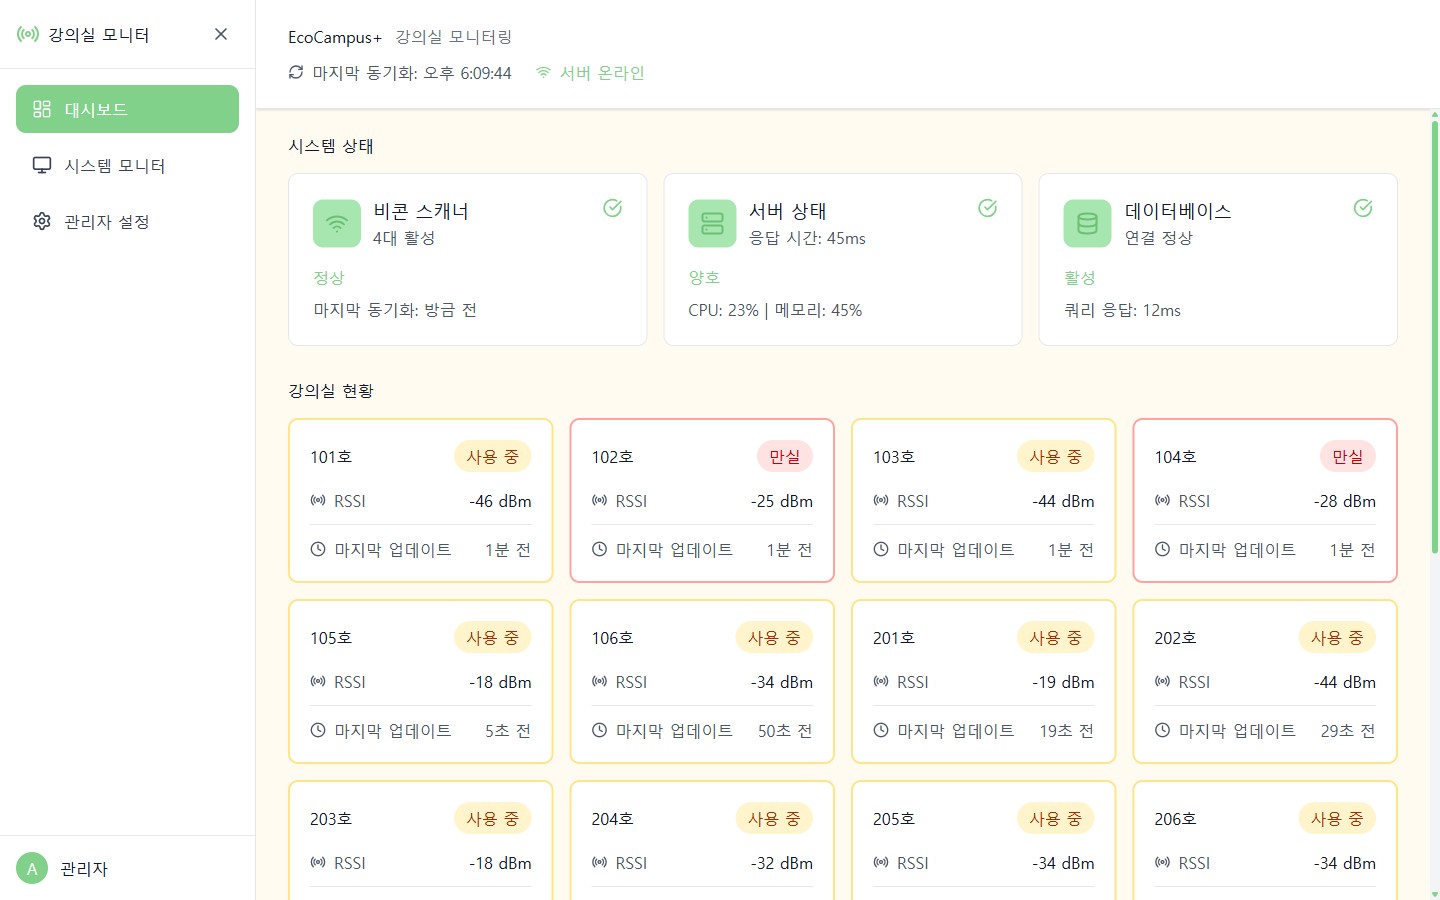 강의실 모니터
대시보드
시스템 모니터
관리자 설정
A 관리자
EcoCampus+ 강의실 모니터링
마지막 동기화: 오후 6:09:44 서버 온라인
시스템 상태
비콘 스캐너
4대 활성
정상
마지막 동기화: 방금 전
서버 상태
응답 시간: 45ms
양호
CPU: 23% | 메모리: 45%
데이터베이스
연결 정상
활성
쿼리 응답: 12ms
강의실 현황
101호 사용 중
RSSI -46 dBm
마지막 업데이트 1분 전
102호 만실
RSSI -25 dBm
마지막 업데이트 1분 전
103호 사용 중
RSSI -44 dBm
마지막 업데이트 1분 전
104호 만실
RSSI -28 dBm
마지막 업데이트 1분 전
105호 사용 중
RSSI -18 dBm
마지막 업데이트 5초 전
106호 사용 중
RSSI -34 dBm
마지막 업데이트 50초 전
201호 사용 중
RSSI -19 dBm
마지막 업데이트 19초 전
202호 사용 중
RSSI -44 dBm
마지막 업데이트 29초 전
203호 사용 중
RSSI -18 dBm
204호 사용 중
RSSI -32 dBm
205호 사용 중
RSSI -34 dBm
206호 사용 중
RSSI -34 dBm